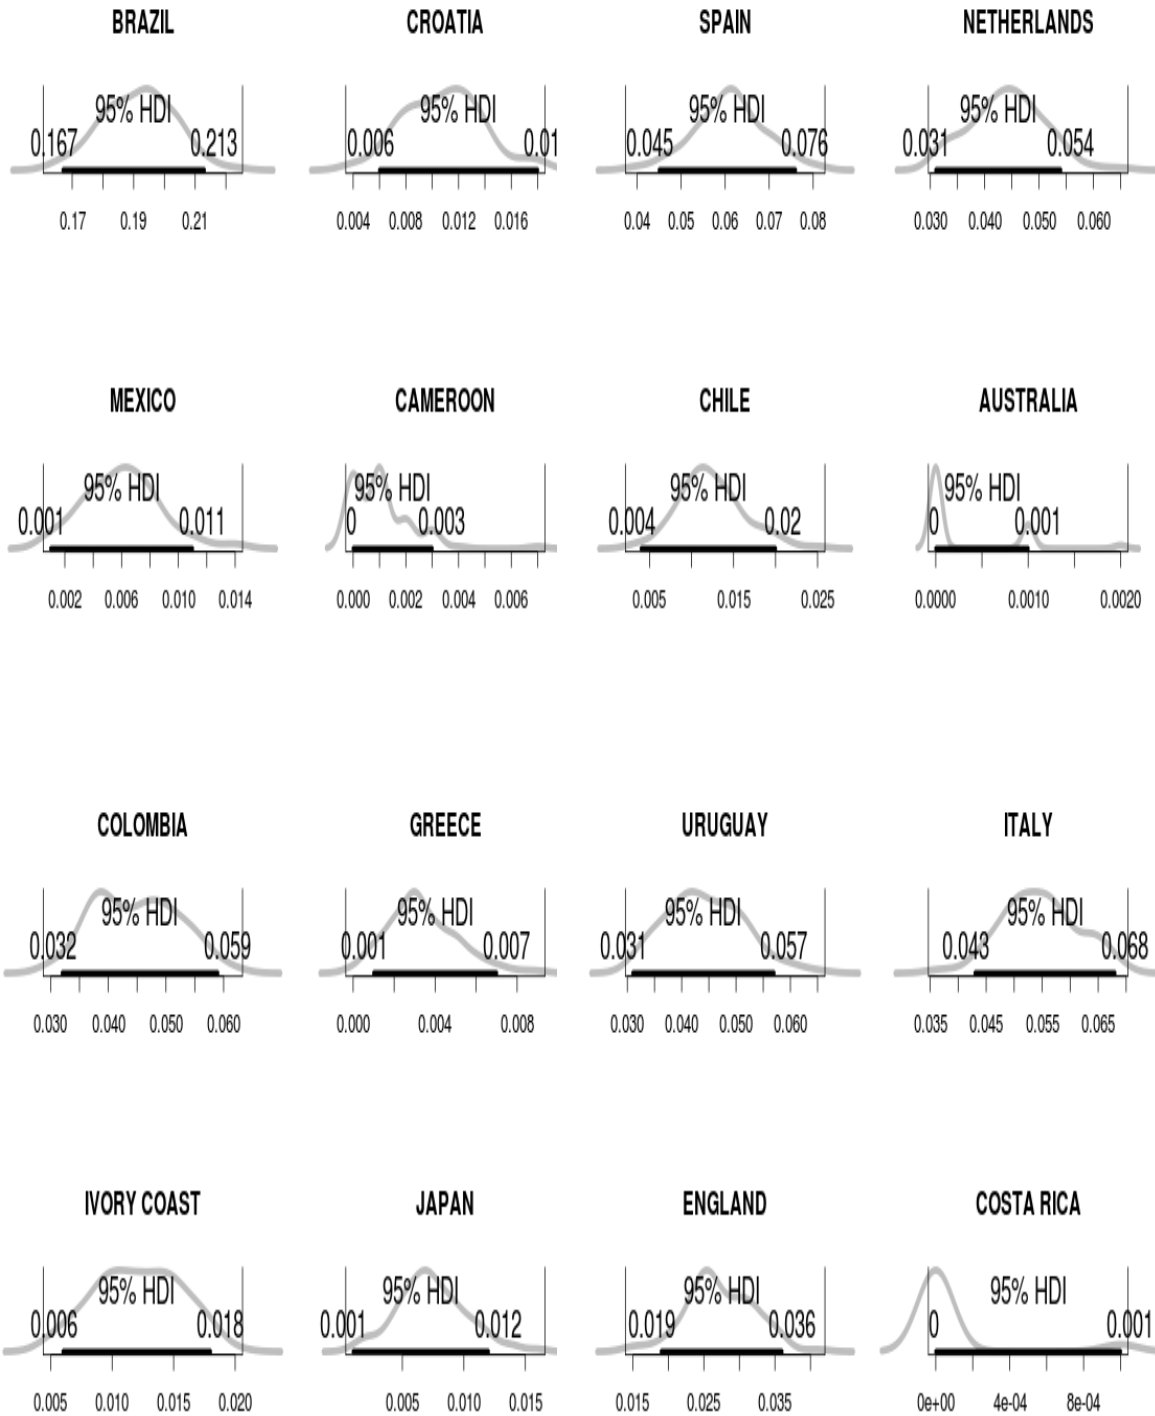 BRAZIL CROATIA SPAIN NETHERLANDS
95% HDI 95% HDI 95% HDI 95% HDI
0.167 0.213 0.006 0.01 0.045 0.076 0.031 0.054
0.17 0.19 0.21 0.004 0.008 0.012 0.016 0.04 0.05 0.06 0.07 0.08 0.030 0.040 0.050 0.060
MEXICO CAMEROON CHILE AUSTRALIA
95% HDI 95% HDI 95% HDI 95% HDI
0.001 0.011 0 0.003 0.004 0.02 0 0.001
0.002 0.006 0.010 0.014 0.000 0.002 0.004 0.006 0.005 0.015 0.025 0.0000 0.0010 0.0020
COLOMBIA GREECE URUGUAY ITALY
95% HDI 95% HDI 95% HDI 95% HDI
0.032 0.059 0.001 0.007 0.031 0.057 0.043 0.068
0.030 0.040 0.050 0.060 0.000 0.004 0.008 0.030 0.040 0.050 0.060 0.035 0.045 0.055 0.065
IVORY COAST JAPAN ENGLAND COSTA RICA
95% HDI 95% HDI 95% HDI 95% HDI
0.006 0.018 0.001 0.012 0.019 0.036 0 0.001
0.005 0.010 0.015 0.020 0.005 0.010 0.015 0.015 0.025 0.035 0e+00 4e-04 8e-04